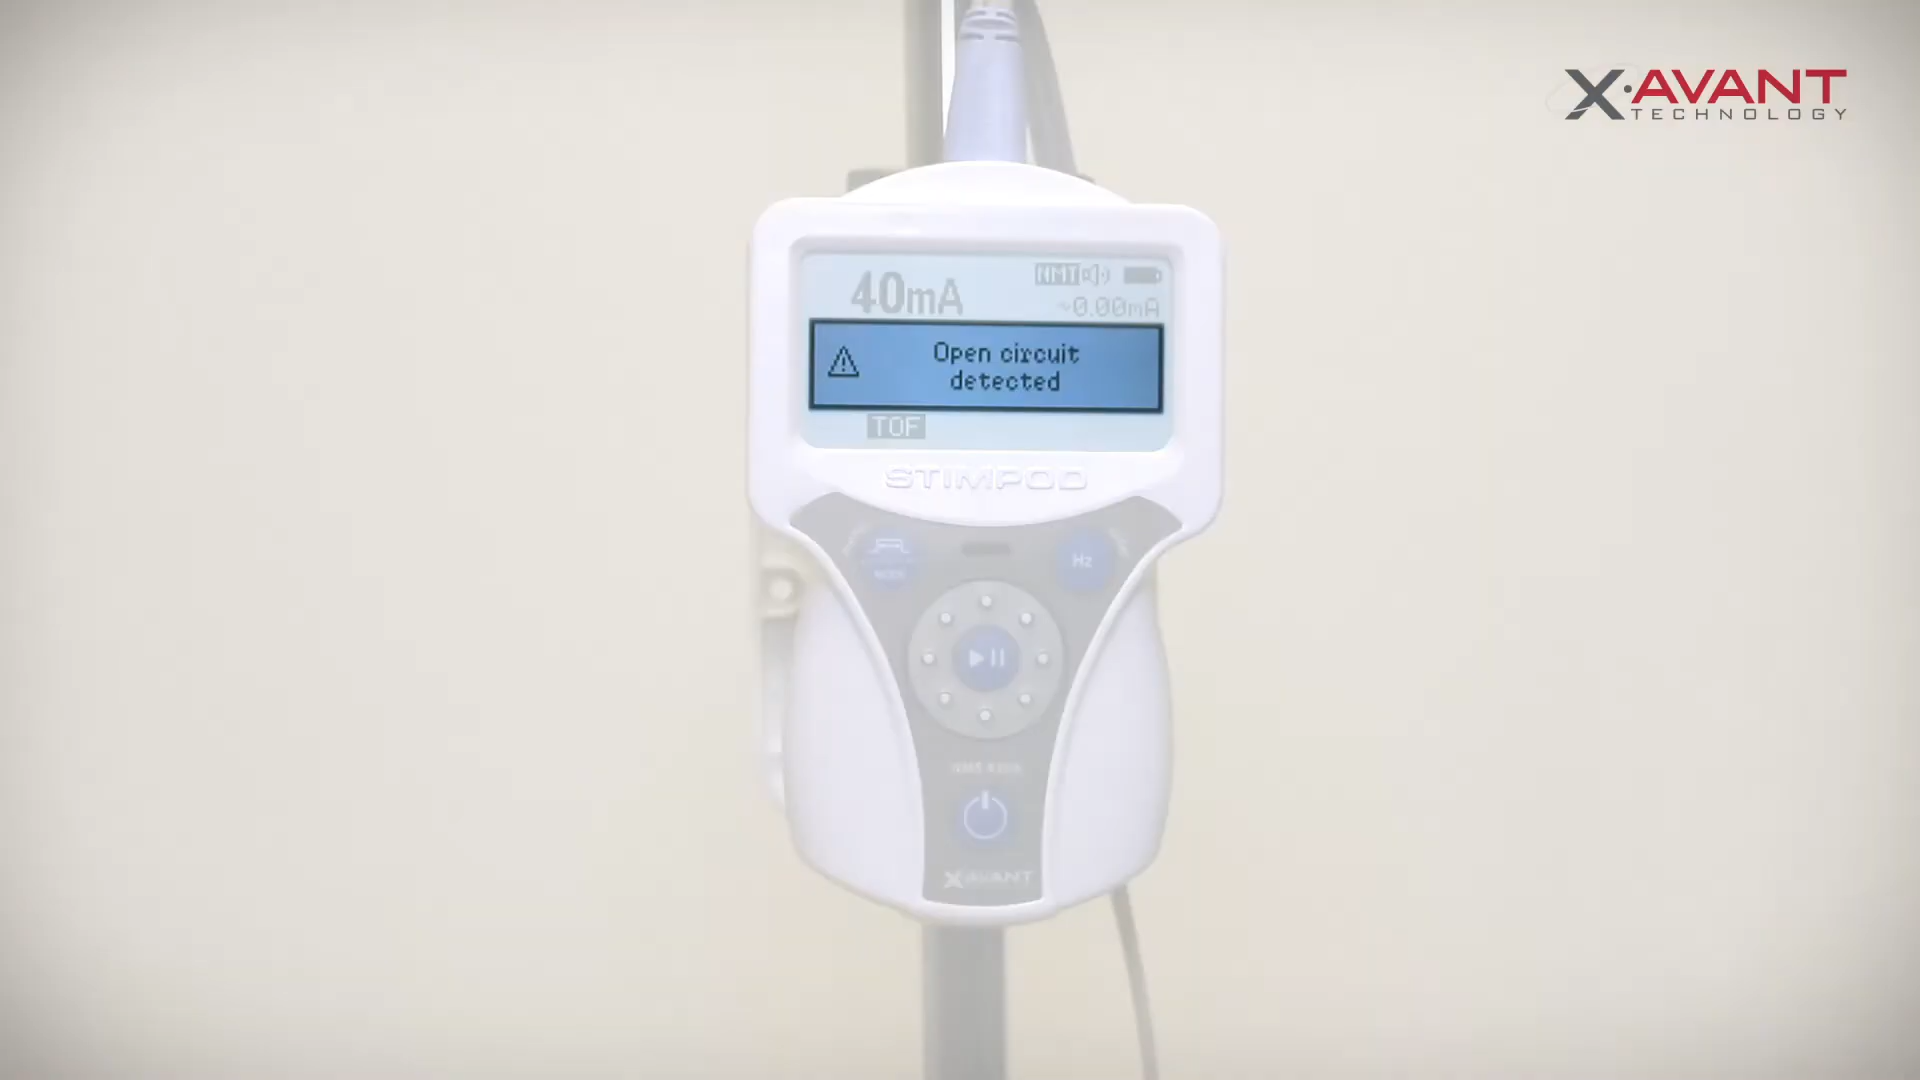 X·AVANT
TECHNOLOGY
40mA
NMT
~0.00mA
Open circuit
detected
TOF
STIMPOD
Hz
XAVANT